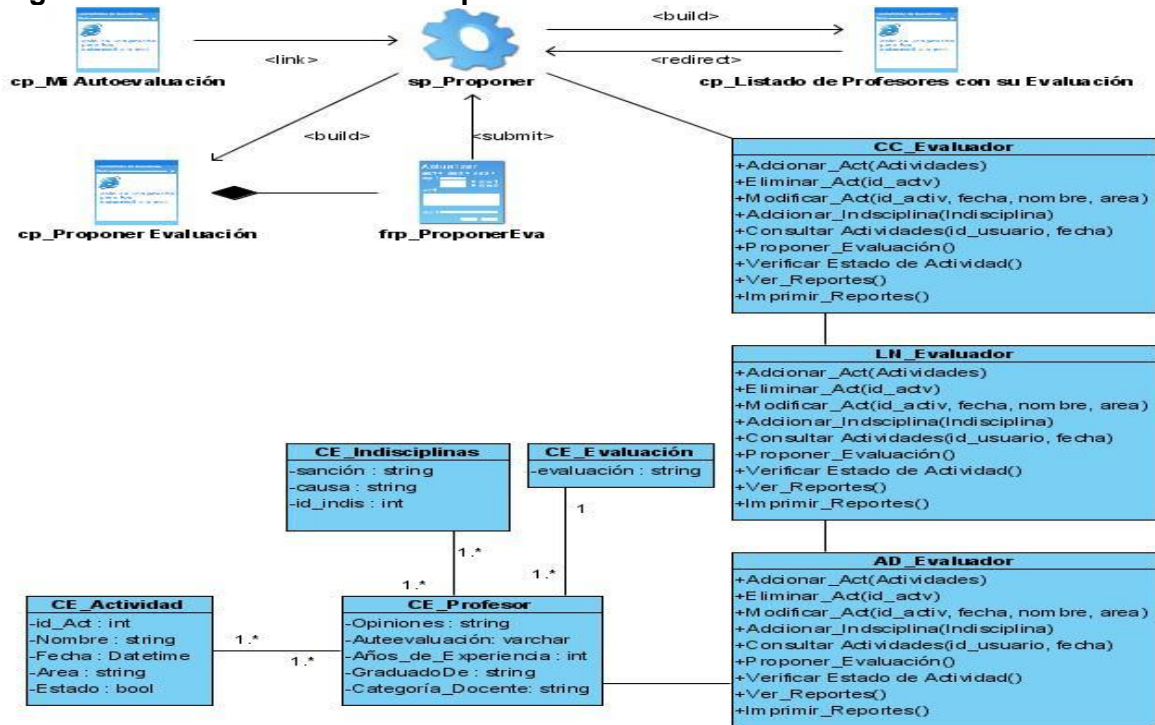 <build>
<link>
<redirect>
cp_Mi Autoevaluación
sp_Proponer
cp_Listado de Profesores con su Evaluación
<build>
<submit>
cp_Proponer Evaluación
frp_ProponerEva
CC_Evaluador
+Adcionar_Act(Actividades)
+Eliminar_Act(id_actv)
+Modificar_Act(id_activ, fecha, nombre, area)
+Adciionar_Indsciplina(Indisciplina)
+Consultar Actividades(id_usuario, fecha)
+Proponer_Evaluación()
+Verificar Estado de Actividad()
+Ver_Reportes()
+Imprimir_Reportes()
LN_Evaluador
+Adcionar_Act(Actividades)
+Eliminar_Act(id_actv)
+Modificar_Act(id_activ, fecha, nombre, area)
+Adciionar_Indsciplina(Indisciplina)
+Consultar Actividades(id_usuario, fecha)
+Proponer_Evaluación()
+Verificar Estado de Actividad()
+Ver_Reportes()
+Imprimir_Reportes()
CE_Indisciplinas
-sanción : string
-causa : string
-id_indis : int
CE_Evaluación
-evaluación : string
1
1.*
1.*
1.*
AD_Evaluador
+Adcionar_Act(Actividades)
+Eliminar_Act(id_actv)
+Modificar_Act(id_activ, fecha, nombre, area)
+Adciionar_Indsciplina(Indisciplina)
+Consultar Actividades(id_usuario, fecha)
+Proponer_Evaluación()
+Verificar Estado de Actividad()
+Ver_Reportes()
+Imprimir_Reportes()
CE_Actividad
-id_Act : int
-Nombre : string
-Fecha : Datetime
-Area : string
-Estado : bool
1.*
1.*
CE_Profesor
-Opiniones : string
-Auteevaluación: varchar
-Años_de_Experiencia : int
-GraduadoDe : string
-Categoría_Docente: string